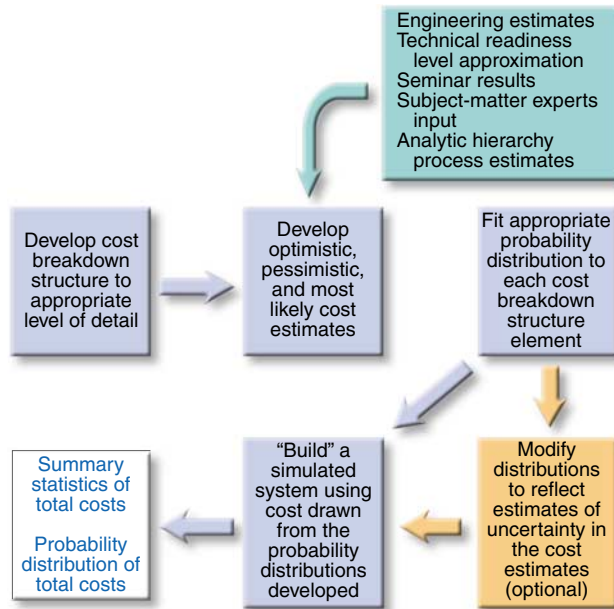 Engineering estimates
Technical readiness
level approximation
Seminar results
Subject-matter experts
input
Analytic hierarchy
process estimates
Develop cost
breakdown
structure to
appropriate
level of detail
Develop
optimistic,
pessimistic,
and most
likely cost
estimates
Fit appropriate
probability
distribution to
each cost
breakdown
structure
element
Summary
statistics of
total costs
Probability
distribution of
total costs
“Build” a
simulated
system using
cost drawn
from the
probability
distributions
developed
Modify
distributions
to reflect
estimates of
uncertainty in
the cost
estimates
(optional)